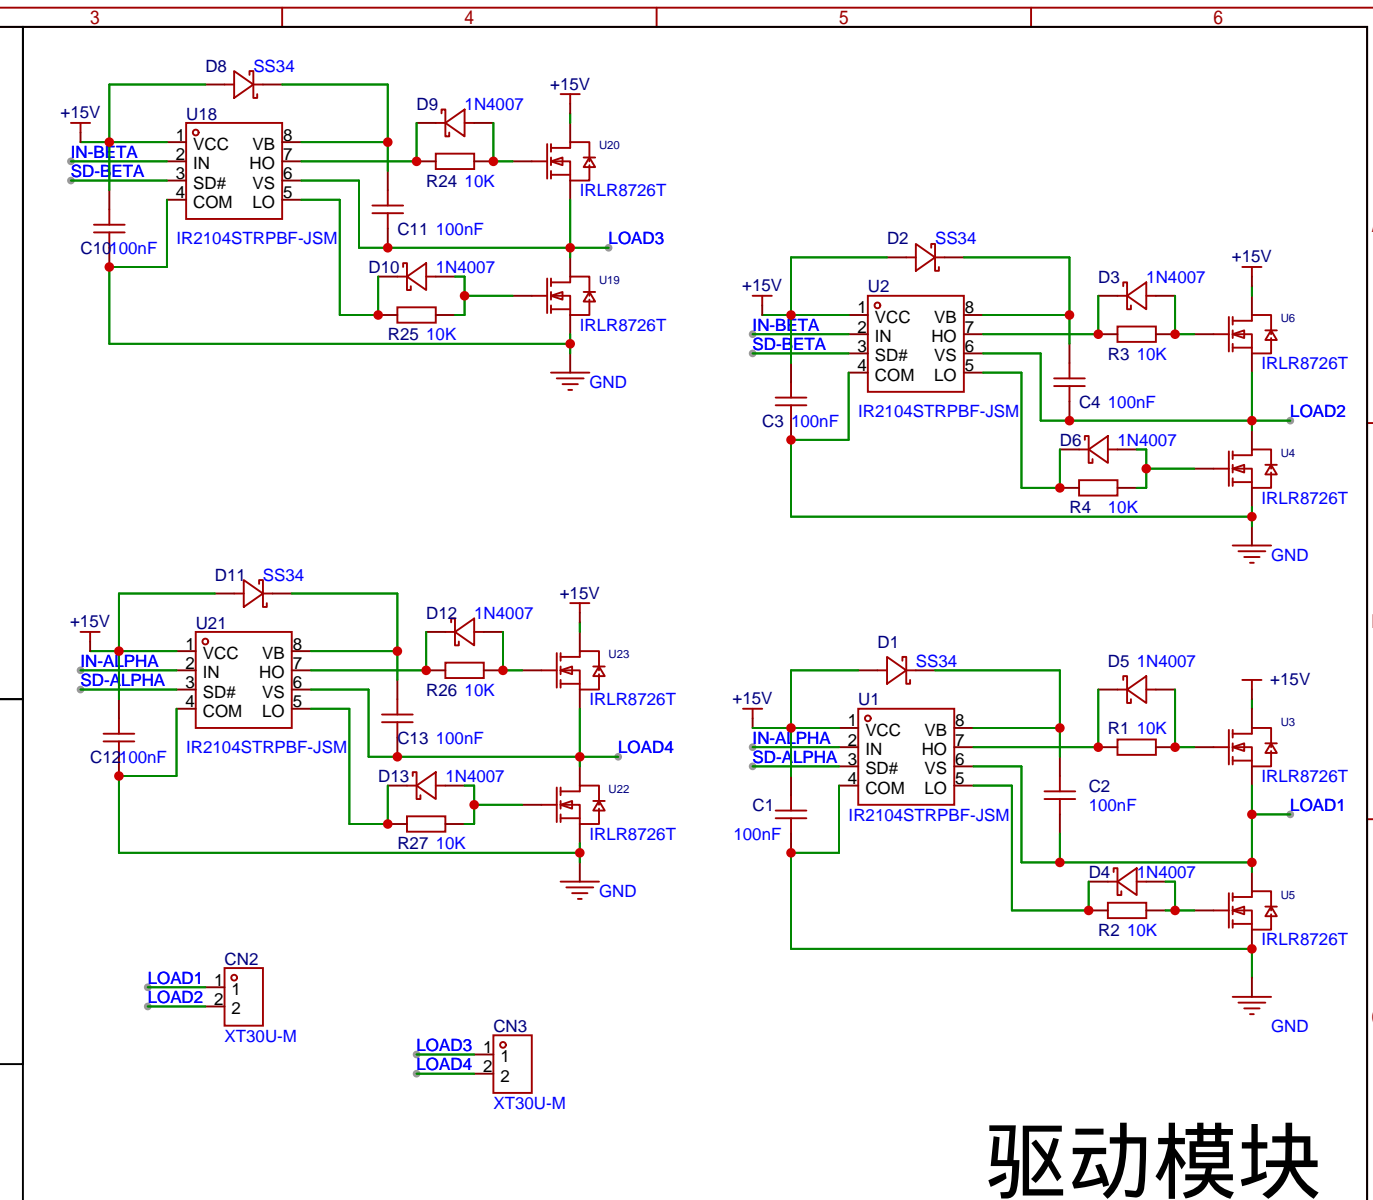 3 4 5 6
D8 SS34
+15V
U18
IN-BETA
SD-BETA
1 VCC VB 8
2 IN HO 7
3 SD# VS 6
4 COM LO 5
IR2104STRPBF-JSM
C10 100nF
D9 1N4007
R24 10K
+15V
U20
IRLR8726T
C11 100nF
LOAD3
D10 1N4007
R25 10K
U19
IRLR8726T
GND
D2 SS34
+15V
U2
IN-BETA
SD-BETA
1 VCC VB 8
2 IN HO 7
3 SD# VS 6
4 COM LO 5
IR2104STRPBF-JSM
C3 100nF
D3 1N4007
R3 10K
+15V
U6
IRLR8726T
C4 100nF
LOAD2
D6 1N4007
R4 10K
U4
IRLR8726T
GND
D11 SS34
+15V
U21
IN-ALPHA
SD-ALPHA
1 VCC VB 8
2 IN HO 7
3 SD# VS 6
4 COM LO 5
IR2104STRPBF-JSM
C12 100nF
D12 1N4007
R26 10K
+15V
U23
IRLR8726T
C13 100nF
LOAD4
D13 1N4007
R27 10K
U22
IRLR8726T
GND
D1 SS34
+15V
U1
IN-ALPHA
SD-ALPHA
1 VCC VB 8
2 IN HO 7
3 SD# VS 6
4 COM LO 5
IR2104STRPBF-JSM
C1
100nF
D5 1N4007
R1 10K
+15V
U3
IRLR8726T
C2
100nF
LOAD1
D4 1N4007
R2 10K
U5
IRLR8726T
GND
CN2
LOAD1 1 1
LOAD2 2 2
XT30U-M
CN3
LOAD3 1 1
LOAD4 2 2
XT30U-M
驱动模块